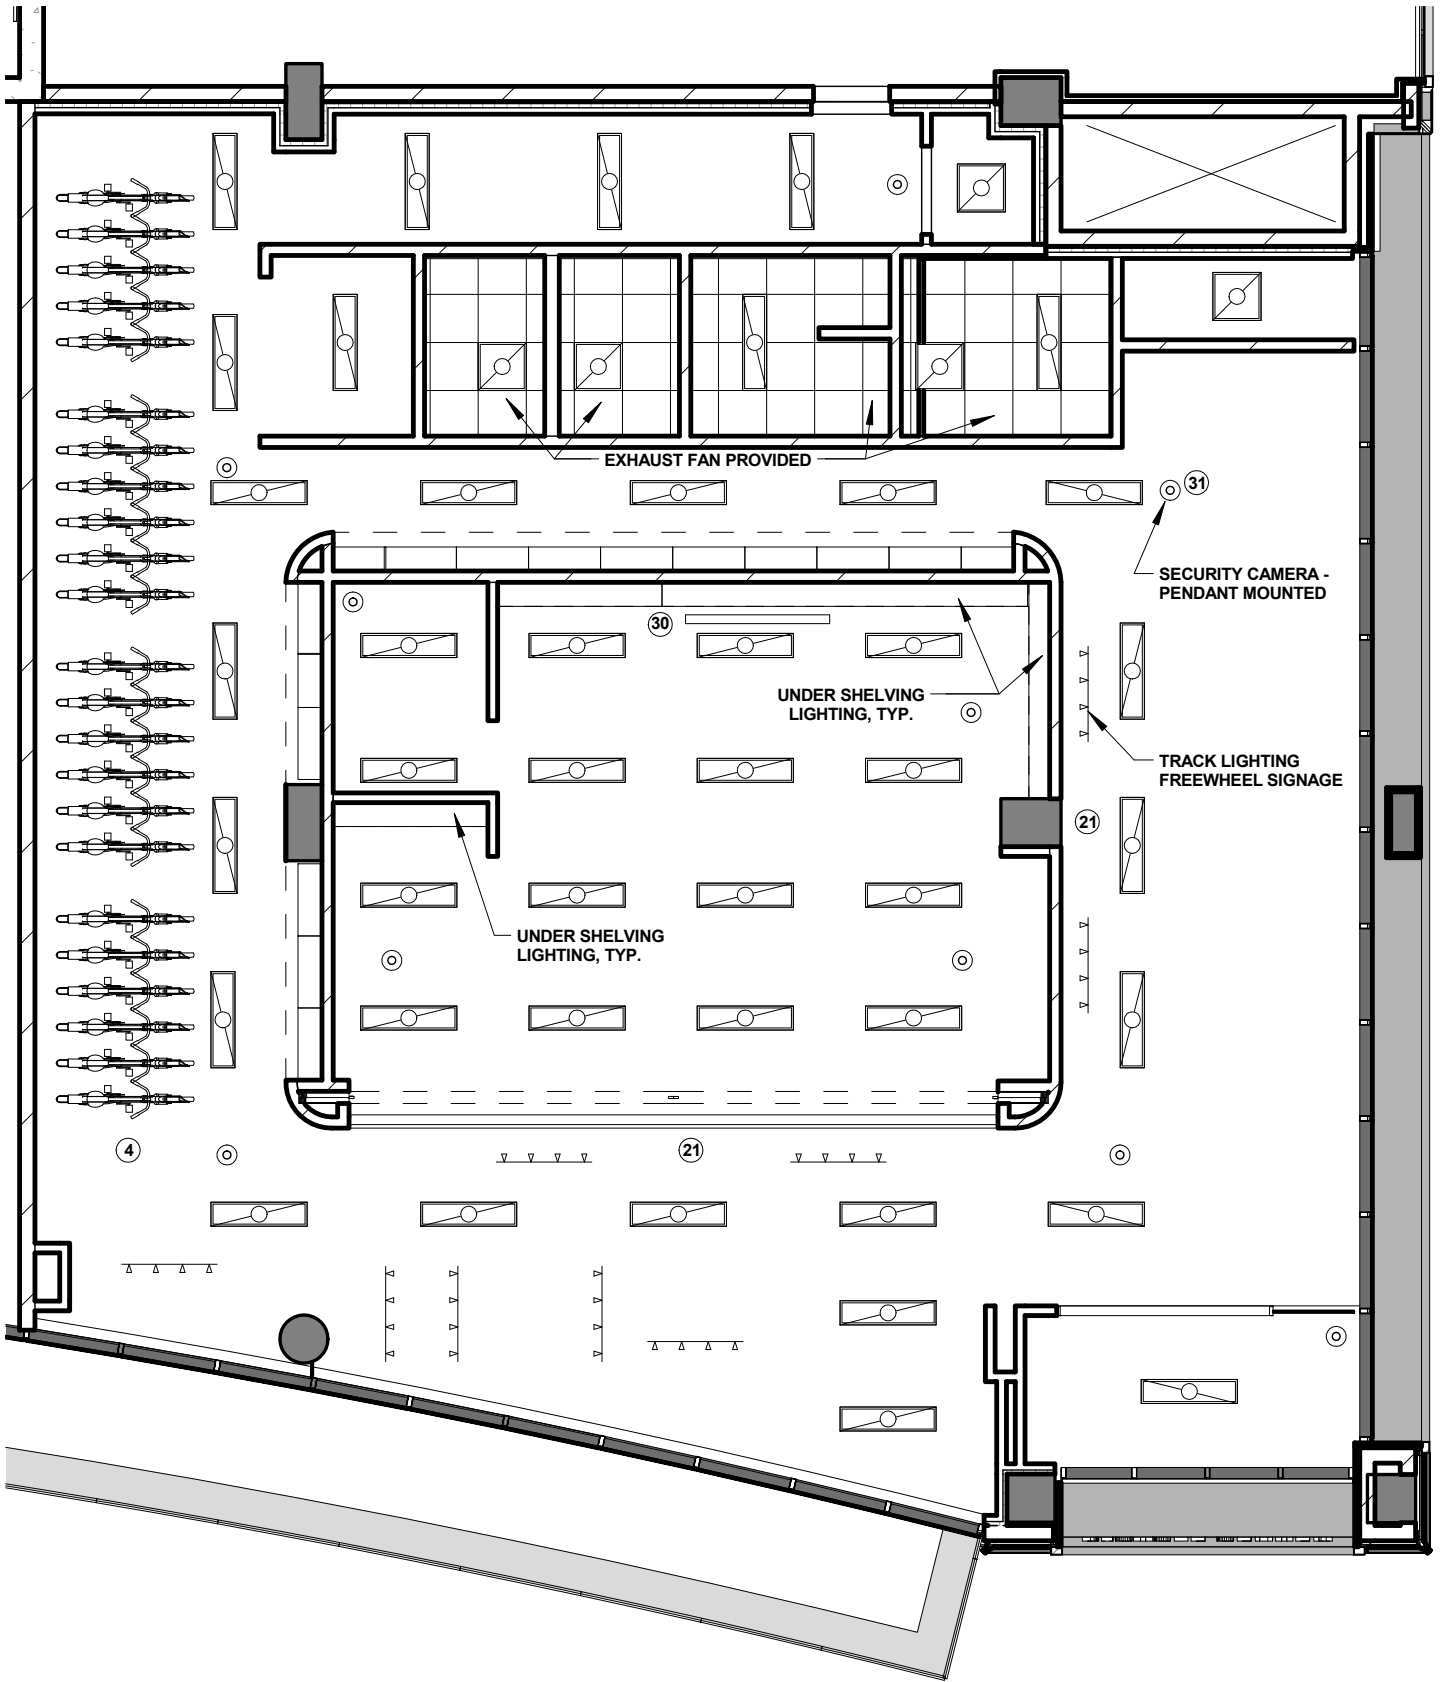 EXHAUST FAN PROVIDED
31
SECURITY CAMERA -
PENDANT MOUNTED
30
UNDER SHELVING
LIGHTING, TYP.
TRACK LIGHTING
FREEWHEEL SIGNAGE
21
UNDER SHELVING
LIGHTING, TYP.
4
21